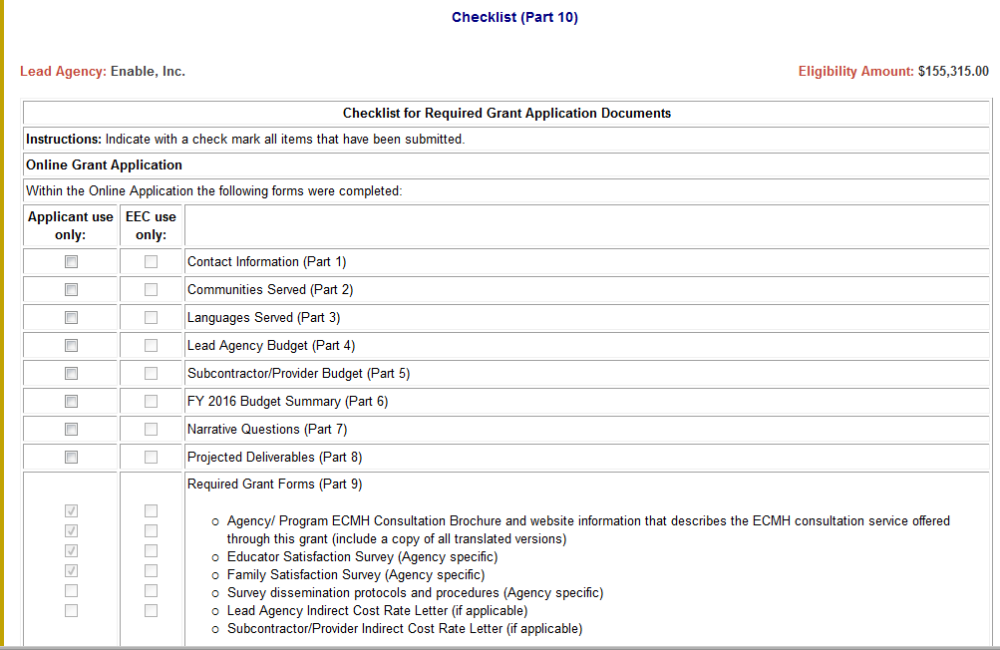 Checklist (Part 10)
Lead Agency: Enable, Inc.
Eligibility Amount: $155,315.00
Checklist for Required Grant Application Documents
Instructions: Indicate with a check mark all items that have been submitted.
Online Grant Application
Within the Online Application the following forms were completed:
Applicant use only:
EEC use only:
Contact Information (Part 1)
Communities Served (Part 2)
Languages Served (Part 3)
Lead Agency Budget (Part 4)
Subcontractor/Provider Budget (Part 5)
FY 2016 Budget Summary (Part 6)
Narrative Questions (Part 7)
Projected Deliverables (Part 8)
Required Grant Forms (Part 9)
Agency/ Program ECMH Consultation Brochure and website information that describes the ECMH consultation service offered
through this grant (include a copy of all translated versions)
Educator Satisfaction Survey (Agency specific)
Family Satisfaction Survey (Agency specific)
Survey dissemination protocols and procedures (Agency specific)
Lead Agency Indirect Cost Rate Letter (if applicable)
Subcontractor/Provider Indirect Cost Rate Letter (if applicable)